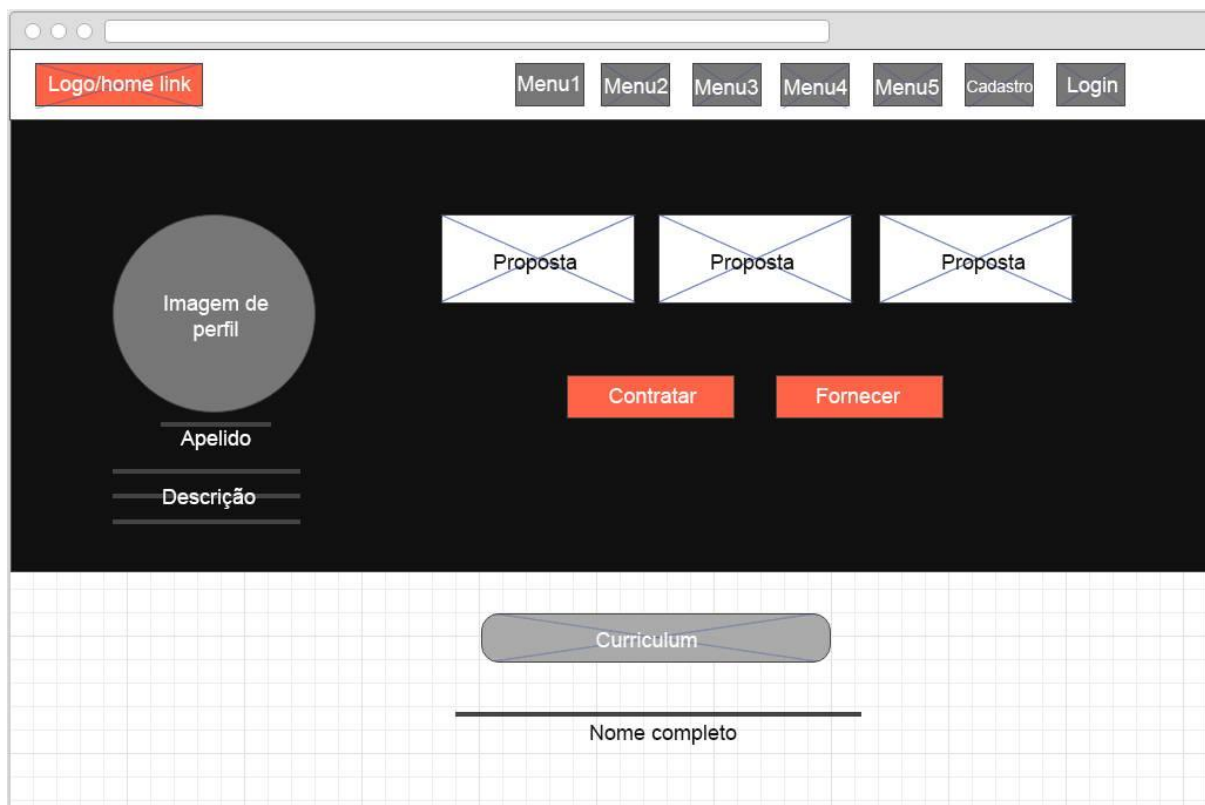 Logo/home link
Menu1
Menu2
Menu3
Menu4
Menu5
Cadastro
Login
Imagem de
perfil
Apelido
Descrição
Proposta
Proposta
Proposta
Contratar
Fornecer
Curriculum
Nome completo